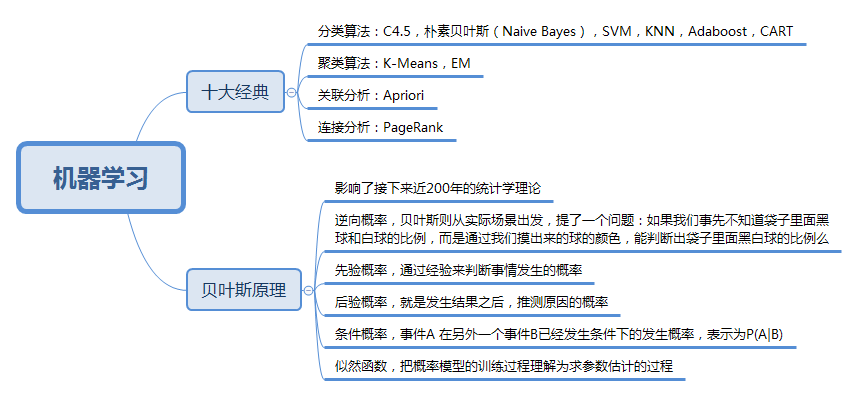 机器学习
十大经典
分类算法：C4.5，朴素贝叶斯（Naive Bayes），SVM，KNN，Adaboost，CART
聚类算法：K-Means，EM
关联分析：Apriori
连接分析：PageRank
贝叶斯原理
影响了接下来近200年的统计学理论
逆向概率，贝叶斯则从实际场景出发，提了一个问题：如果我们事先不知道袋子里面黑
球和白球的比例，而是通过我们摸出来的球的颜色，能判断出袋子里面黑白球的比例么
先验概率，通过经验来判断事情发生的概率
后验概率，就是发生结果之后，推测原因的概率
条件概率，事件A 在另外一个事件B已经发生条件下的发生概率，表示为P(A|B)
似然函数，把概率模型的训练过程理解为求参数估计的过程